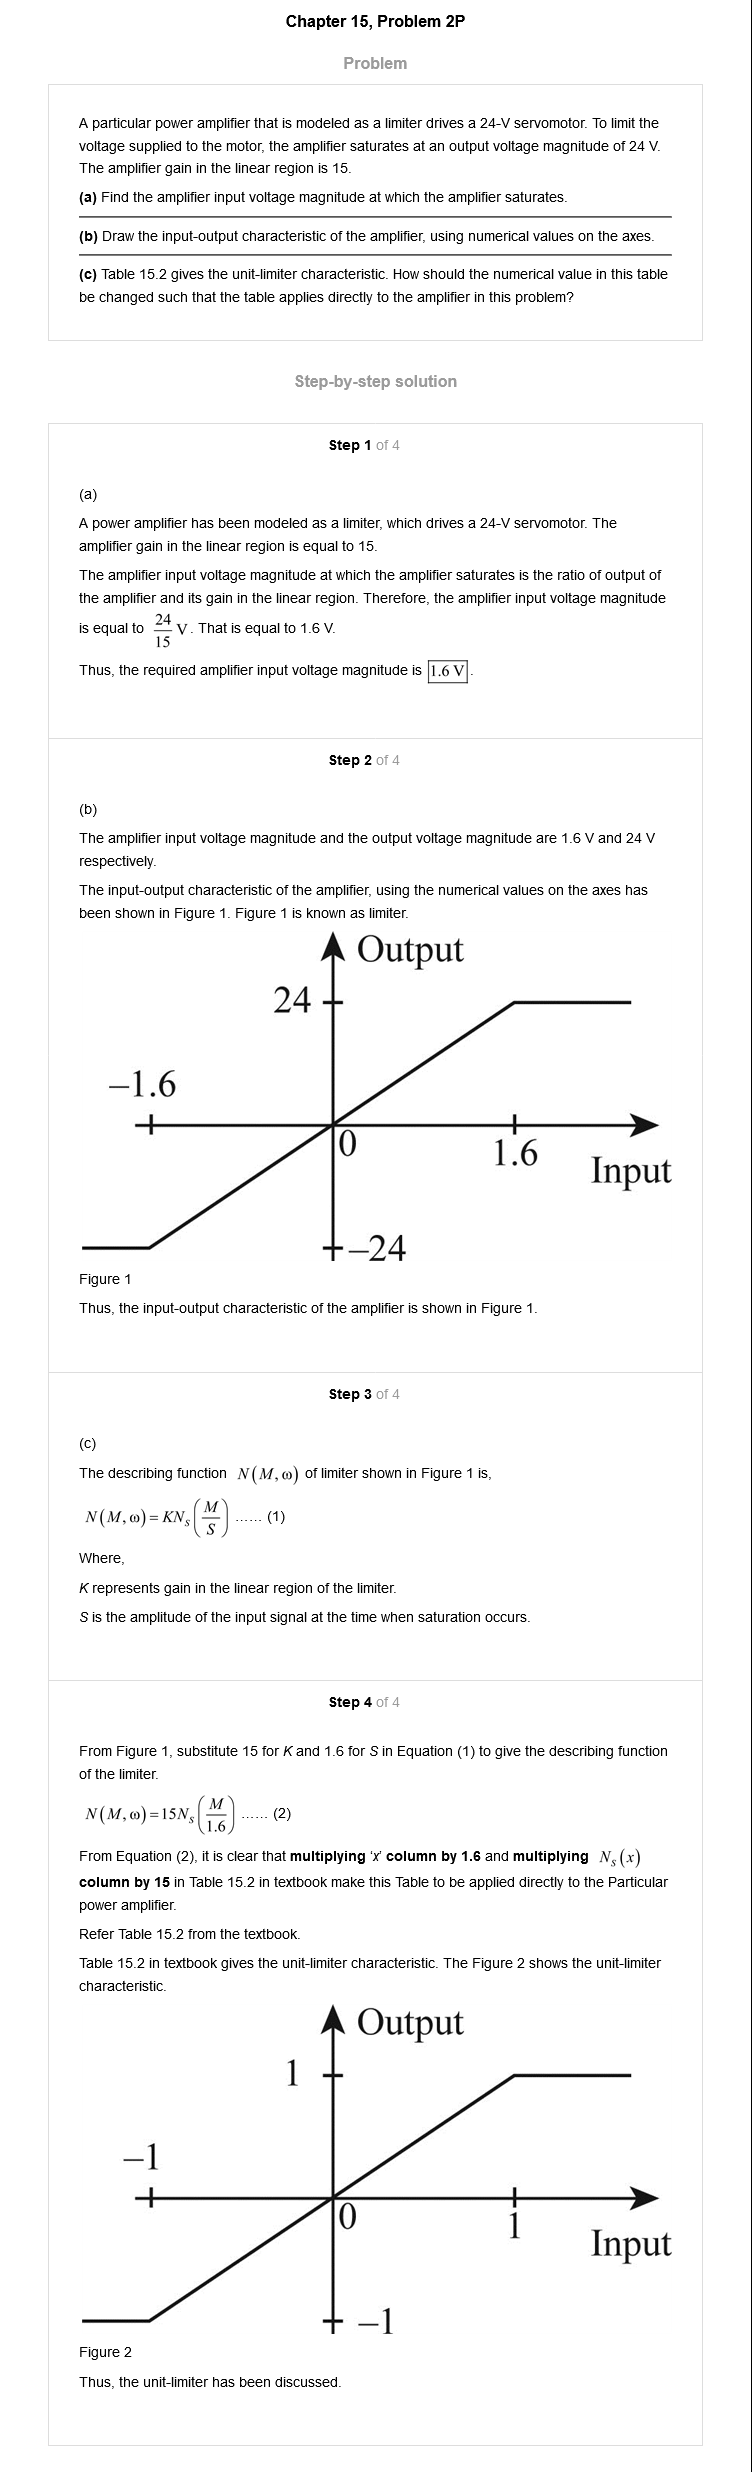 Chapter 15, Problem 2P
Problem
A particular power amplifier that is modeled as a limiter drives a 24-V servomotor. To limit the
voltage supplied to the motor, the amplifier saturates at an output voltage magnitude of 24 V.
The amplifier gain in the linear region is 15.
(a) Find the amplifier input voltage magnitude at which the amplifier saturates.
(b) Draw the input-output characteristic of the amplifier, using numerical values on the axes.
(c) Table 15.2 gives the unit-limiter characteristic. How should the numerical value in this table
be changed such that the table applies directly to the amplifier in this problem?
Step-by-step solution
Step 1 of 4
(a)
A power amplifier has been modeled as a limiter, which drives a 24-V servomotor. The
amplifier gain in the linear region is equal to 15.
The amplifier input voltage magnitude at which the amplifier saturates is the ratio of output of
the amplifier and its gain in the linear region. Therefore, the amplifier input voltage magnitude
is equal to 24/15 V. That is equal to 1.6 V.
Thus, the required amplifier input voltage magnitude is 1.6 V.
Step 2 of 4
(b)
The amplifier input voltage magnitude and the output voltage magnitude are 1.6 V and 24 V
respectively.
The input-output characteristic of the amplifier, using the numerical values on the axes has
been shown in Figure 1. Figure 1 is known as limiter.
Output
24
–1.6
0
1.6
Input
–24
Figure 1
Thus, the input-output characteristic of the amplifier is shown in Figure 1.
Step 3 of 4
(c)
The describing function N(M, ω) of limiter shown in Figure 1 is,
N(M, ω) = KNs(M/S) ...... (1)
Where,
K represents gain in the linear region of the limiter.
S is the amplitude of the input signal at the time when saturation occurs.
Step 4 of 4
From Figure 1, substitute 15 for K and 1.6 for S in Equation (1) to give the describing function
of the limiter.
N(M, ω) = 15Ns(M/1.6) ...... (2)
From Equation (2), it is clear that multiplying 'x' column by 1.6 and multiplying Ns(x)
column by 15 in Table 15.2 in textbook make this Table to be applied directly to the Particular
power amplifier.
Refer Table 15.2 from the textbook.
Table 15.2 in textbook gives the unit-limiter characteristic. The Figure 2 shows the unit-limiter
characteristic.
Output
1
–1
0
1
Input
–1
Figure 2
Thus, the unit-limiter has been discussed.